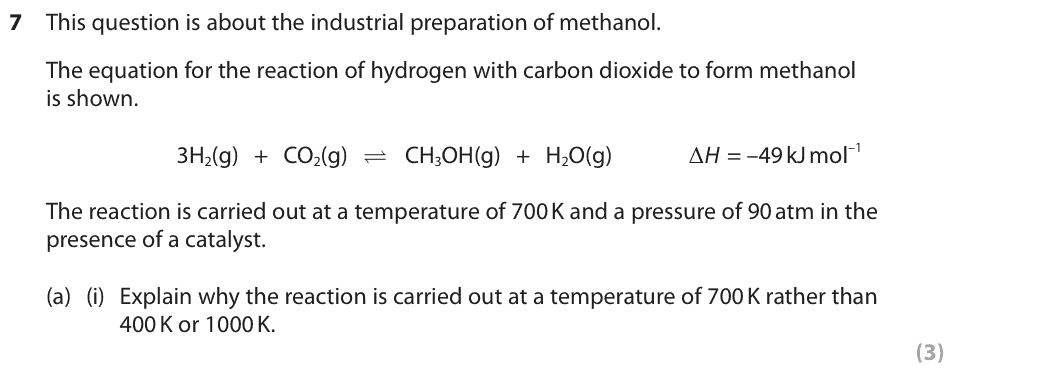 7 This question is about the industrial preparation of methanol.
The equation for the reaction of hydrogen with carbon dioxide to form methanol
is shown.
3H₂(g) + CO₂(g) ⇌ CH₃OH(g) + H₂O(g) ΔH = –49 kJ mol⁻¹
The reaction is carried out at a temperature of 700 K and a pressure of 90 atm in the
presence of a catalyst.
(a) (i) Explain why the reaction is carried out at a temperature of 700 K rather than
400 K or 1000 K.
(3)